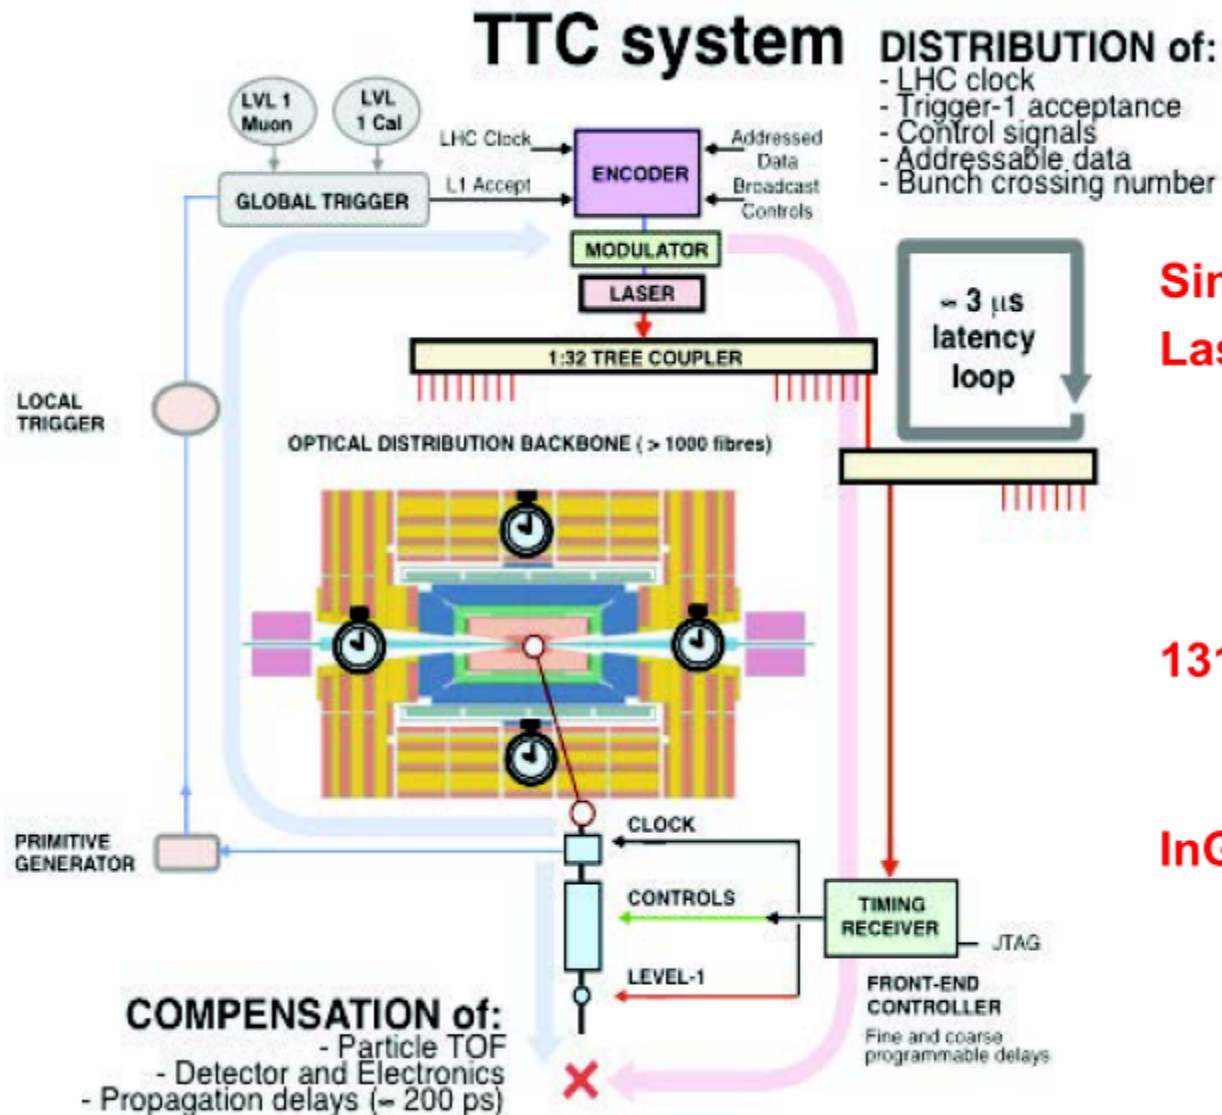 TTC system
DISTRIBUTION of:
- LHC clock
- Trigger-1 acceptance
- Control signals
- Addressable data
- Bunch crossing number
LVL 1
Muon
LVL
1 Cal
GLOBAL TRIGGER
LHC Clock
L1 Accept
ENCODER
Addressed
Data
Broadcast
Controls
MODULATOR
LASER
1:32 TREE COUPLER
~ 3 μs
latency
loop
LOCAL
TRIGGER
OPTICAL DISTRIBUTION BACKBONE ( > 1000 fibres)
PRIMITIVE
GENERATOR
CLOCK
CONTROLS
LEVEL-1
TIMING
RECEIVER
JTAG
FRONT-END
CONTROLLER
Fine and coarse
programmable delays
COMPENSATION of:
- Particle TOF
- Detector and Electronics
- Propagation delays (~ 200 ps)
Sin
Las
131
InG